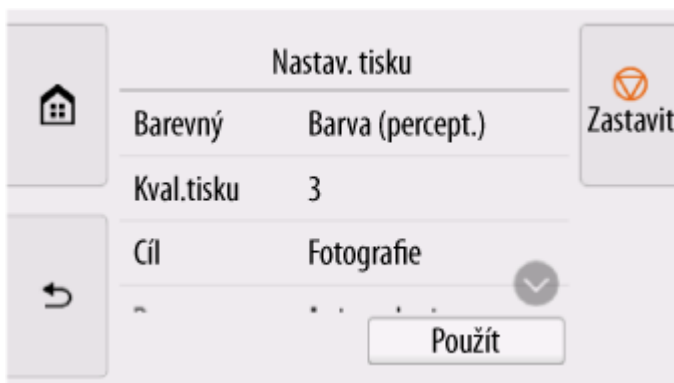 Nastav. tisku
Zastavit
Barevný Barva (percept.)
Kval.tisku 3
Cíl Fotografie
Použít